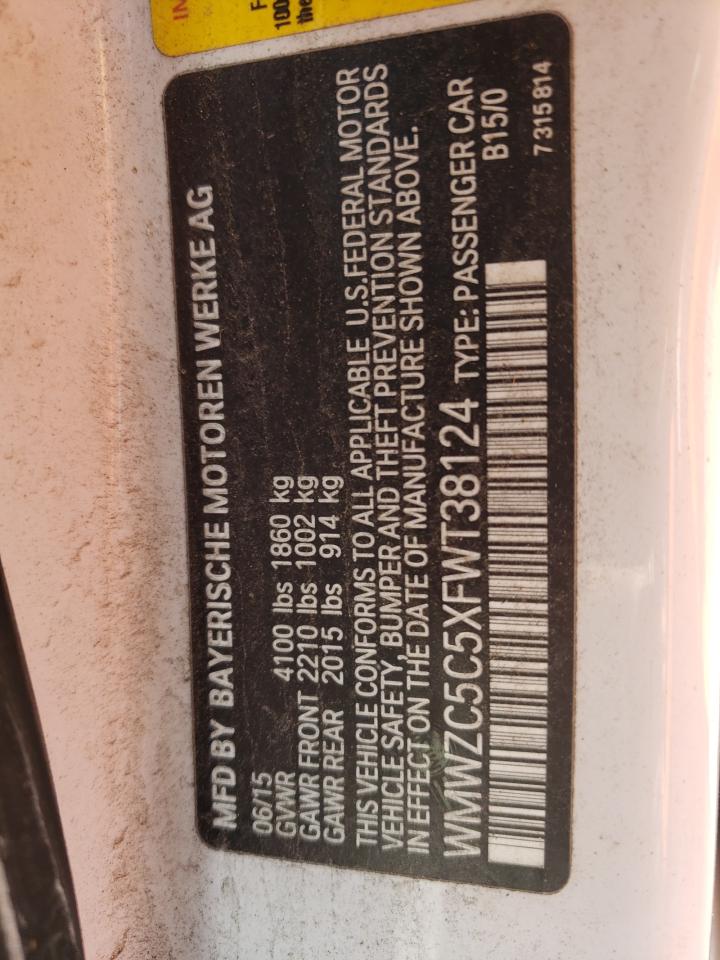 IN
F
100
the
MFD BY BAYERISCHE MOTOREN WERKE AG
06/15
GVWR 4100 lbs 1860 kg
GAWR FRONT 2210 lbs 1002 kg
GAWR REAR 2015 lbs 914 kg
THIS VEHICLE CONFORMS TO ALL APPLICABLE U.S.FEDERAL MOTOR
VEHICLE SAFETY, BUMPER AND THEFT PREVENTION STANDARDS
IN EFFECT ON THE DATE OF MANUFACTURE SHOWN ABOVE.
WMWZC5C5XFWT38124 TYPE: PASSENGER CAR
B15/0
7 315 814